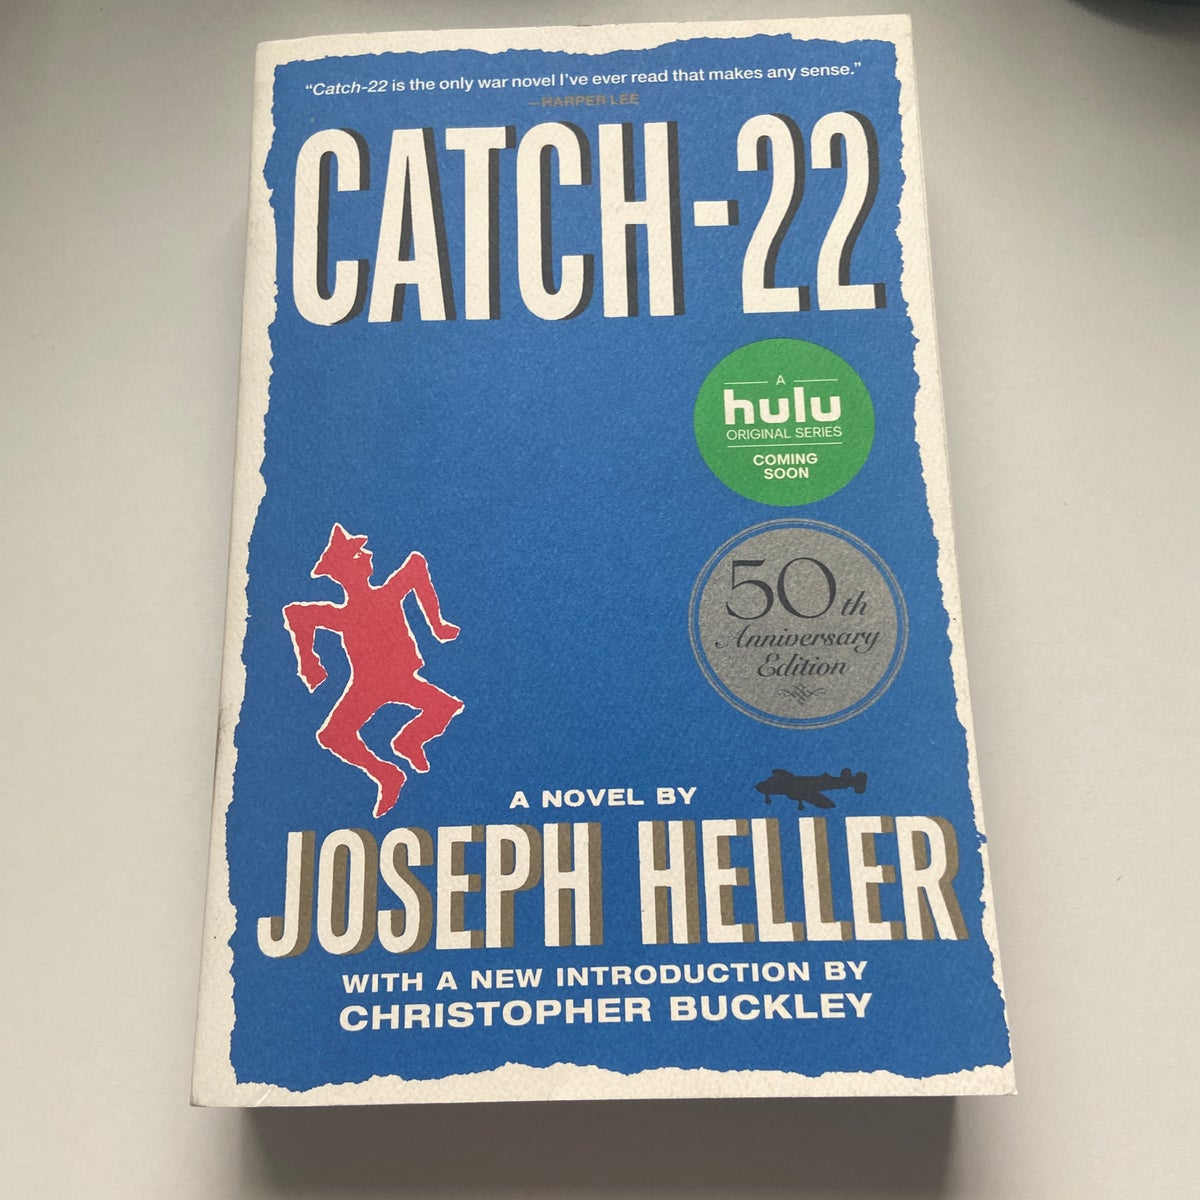 “Catch-22 is the only war novel I’ve ever read that makes any sense.”
—HARPER LEE
CATCH-22
A
hulu
ORIGINAL SERIES
COMING
SOON
50th
Anniversary
Edition
A NOVEL BY
JOSEPH HELLER
WITH A NEW INTRODUCTION BY
CHRISTOPHER BUCKLEY